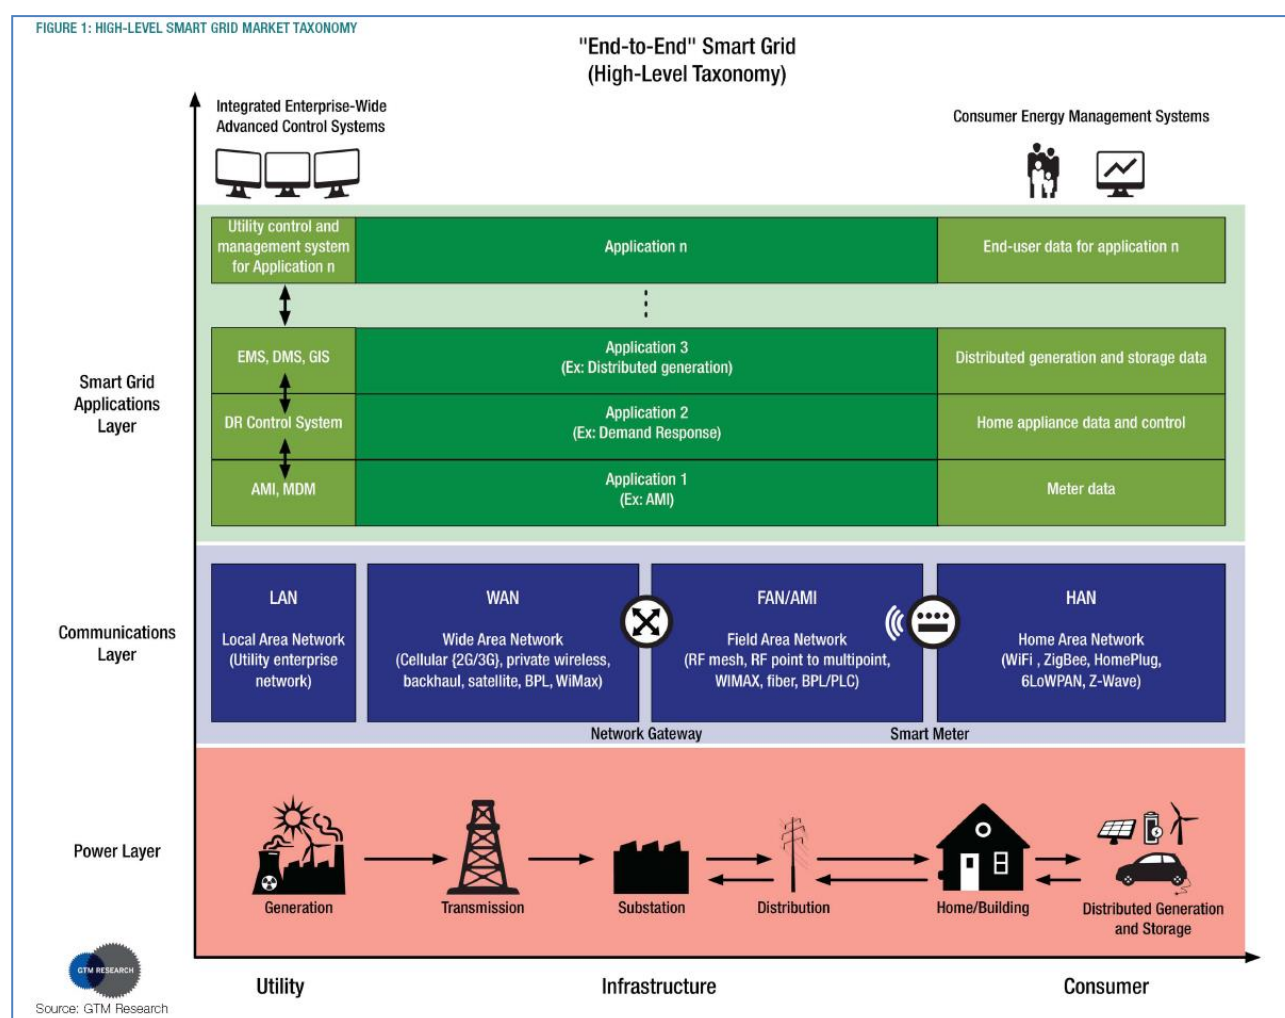 FIGURE 1: HIGH-LEVEL SMART GRID MARKET TAXONOMY
"End-to-End" Smart Grid
(High-Level Taxonomy)
Integrated Enterprise-Wide
Advanced Control Systems
Consumer Energy Management Systems
Smart Grid
Applications
Layer
Utility control and
management system
for Application n
Application n
End-user data for application n
EMS, DMS, GIS
Application 3
(Ex: Distributed generation)
Distributed generation and storage data
DR Control System
Application 2
(Ex: Demand Response)
Home appliance data and control
AMI, MDM
Application 1
(Ex: AMI)
Meter data
Communications
Layer
LAN
Local Area Network
(Utility enterprise
network)
WAN
Wide Area Network
(Cellular {2G/3G}, private wireless,
backhaul, satellite, BPL, WiMax)
FAN/AMI
Field Area Network
(RF mesh, RF point to multipoint,
WIMAX, fiber, BPL/PLC)
HAN
Home Area Network
(WiFi , ZigBee, HomePlug,
6LoWPAN, Z-Wave)
Network Gateway
Smart Meter
Power Layer
Generation
Transmission
Substation
Distribution
Home/Building
Distributed Generation
and Storage
Utility
Infrastructure
Consumer
GTM RESEARCH
Source: GTM Research